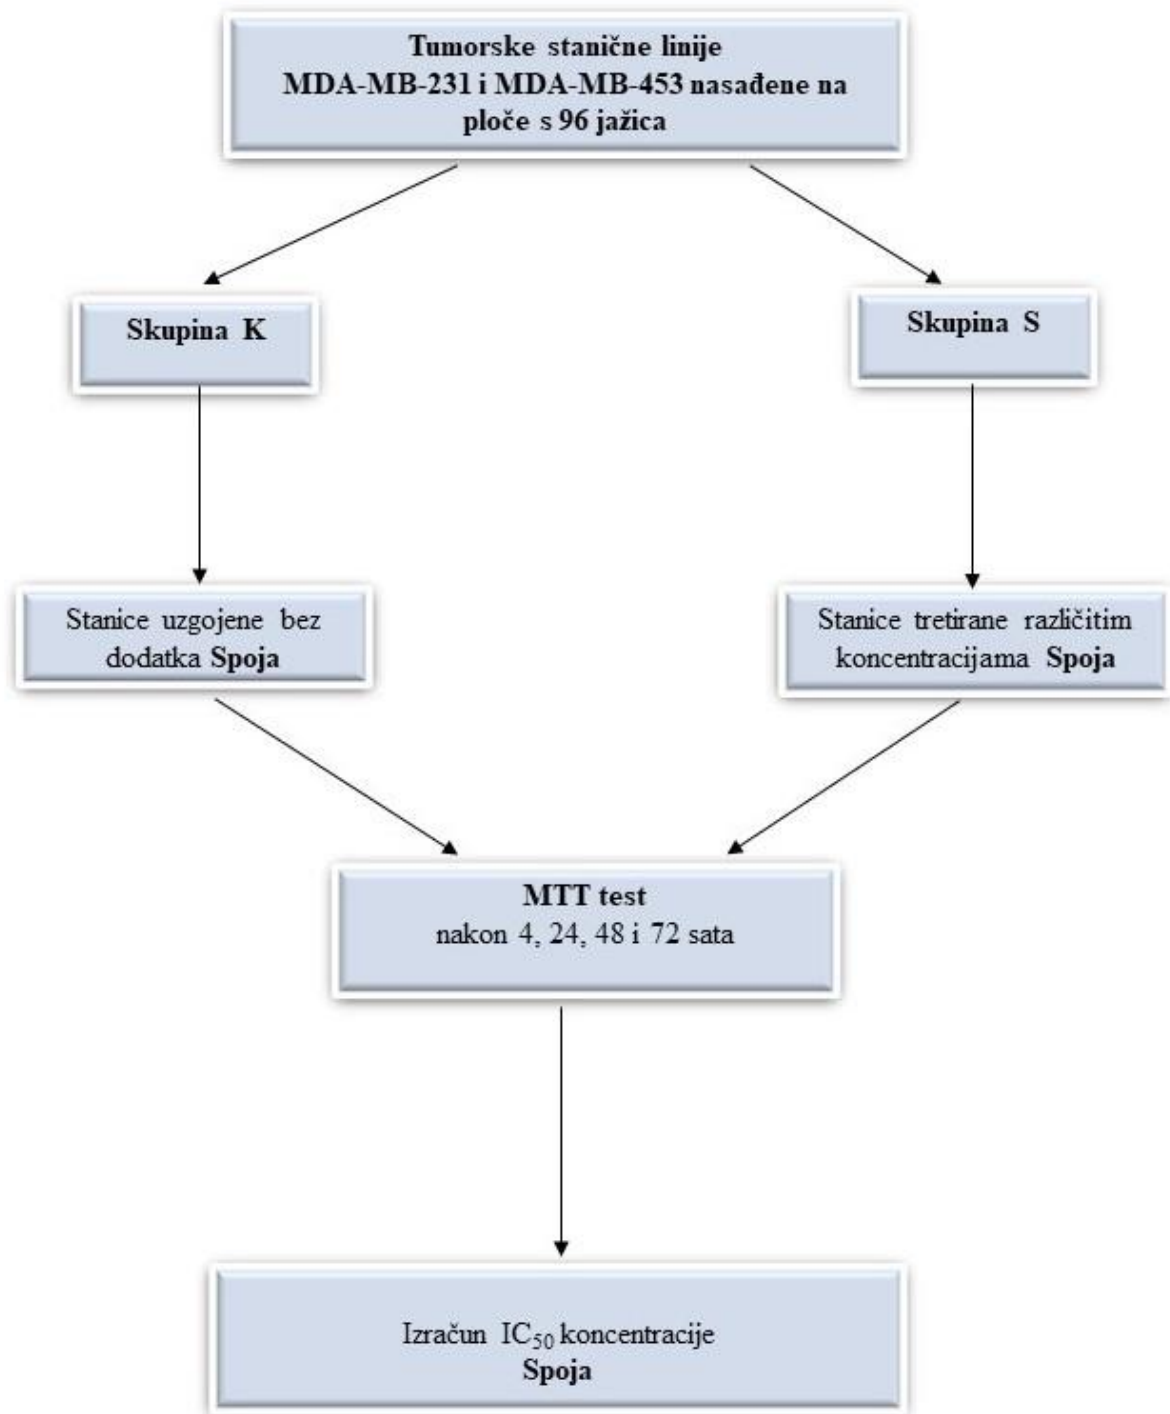 Tumorske stanične linije
MDA-MB-231 i MDA-MB-453 nasađene na
ploče s 96 jažica
Skupina K
Skupina S
Stanice uzgojene bez
dodatka Spoja
Stanice tretirane različitim
koncentracijama Spoja
MTT test
nakon 4, 24, 48 i 72 sata
Izračun IC₅₀ koncentracije
Spoja